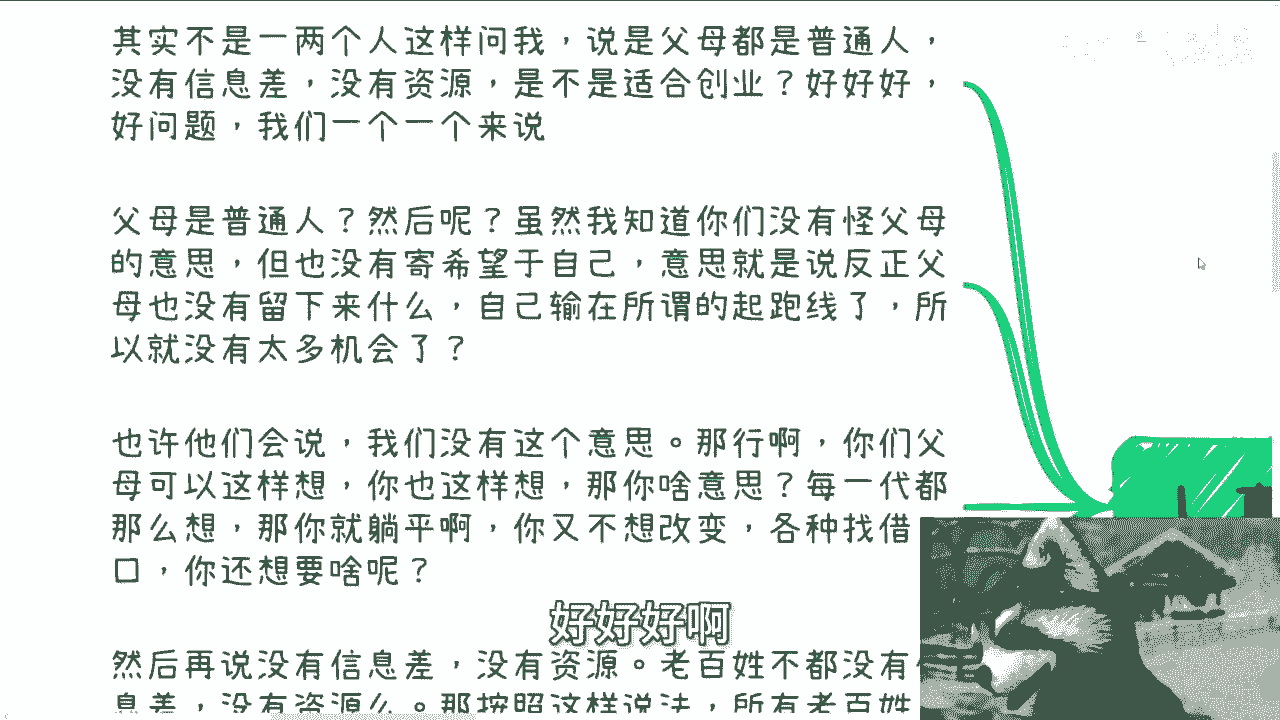 其实不是一两个人这样问我，说是父母都是普通人，
没有信息差，没有资源，是不是适合创业？好好好，
好问题，我们一个一个来说
父母是普通人？然后呢？虽然我知道你们没有怪父母
的意思，但也没有寄希望于自己，意思就是说反正父
母也没有留下来什么，自己输在所谓的起跑线了，所
以就没有太多机会了？
也许他们会说，我们没有这个意思。那行啊，你们父
母可以这样想，你也这样想，那你啥意思？每一代都
那么想，那你就躺平啊，你又不想改变，各种找借
口，你还想要啥呢？
好好好啊
然后再说没有信息差，没有资源。老百姓不都没有
息差，没有资源么。那按照这样说法，所有老百姓